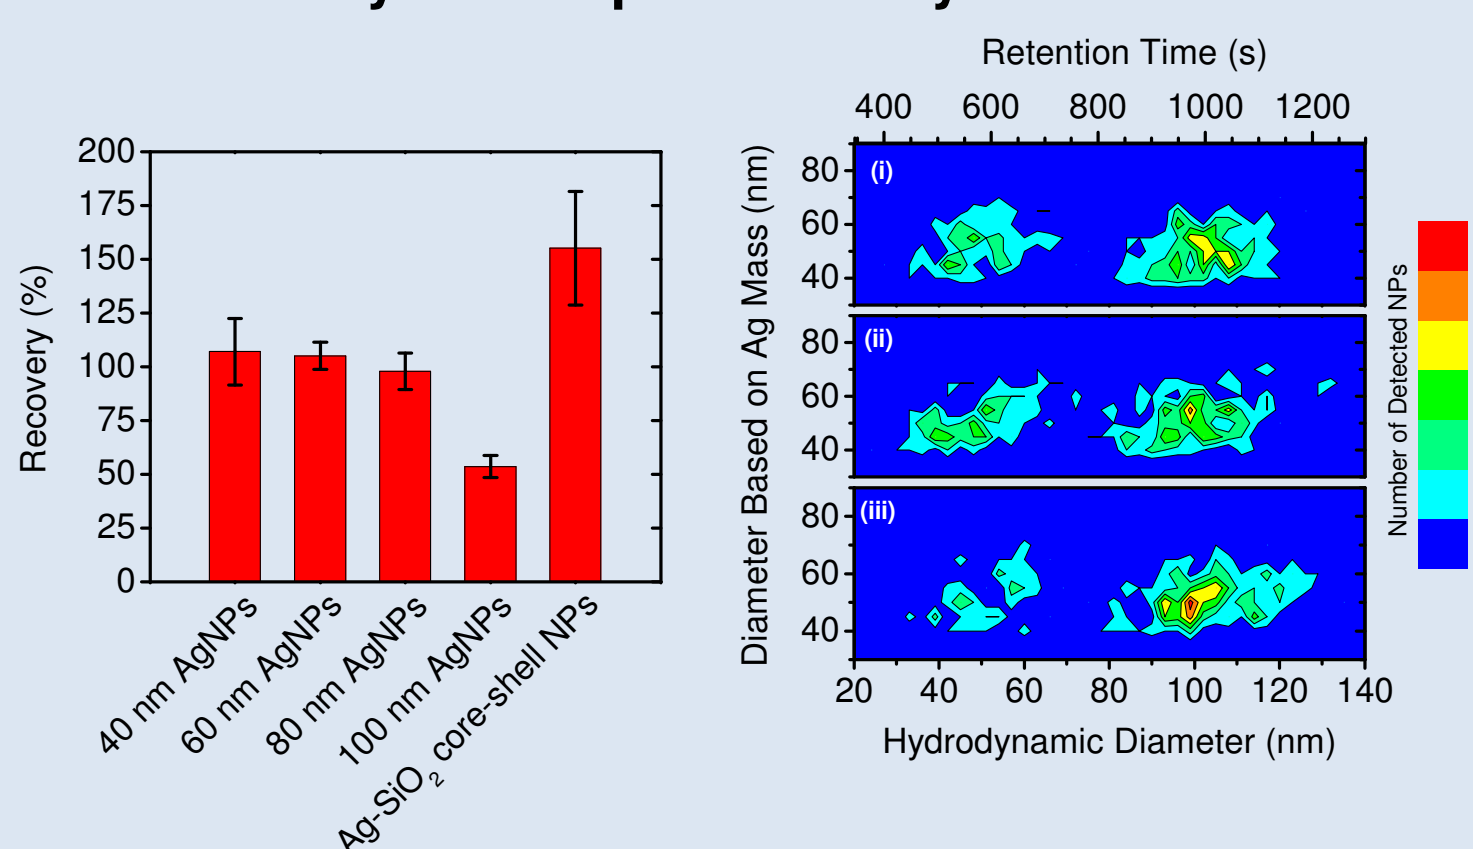 Recovery (%)
200
175
150
125
100
75
50
25
0
40 nm AgNPs
60 nm AgNPs
80 nm AgNPs
100 nm AgNPs
Ag-SiO₂ core-shell NPs
Retention Time (s)
400 600 800 1000 1200
Diameter Based on Ag Mass (nm)
(i)
80
60
40
(ii)
80
60
40
(iii)
80
60
40
20 40 60 80 100 120 140
Hydrodynamic Diameter (nm)
Number of Detected NPs